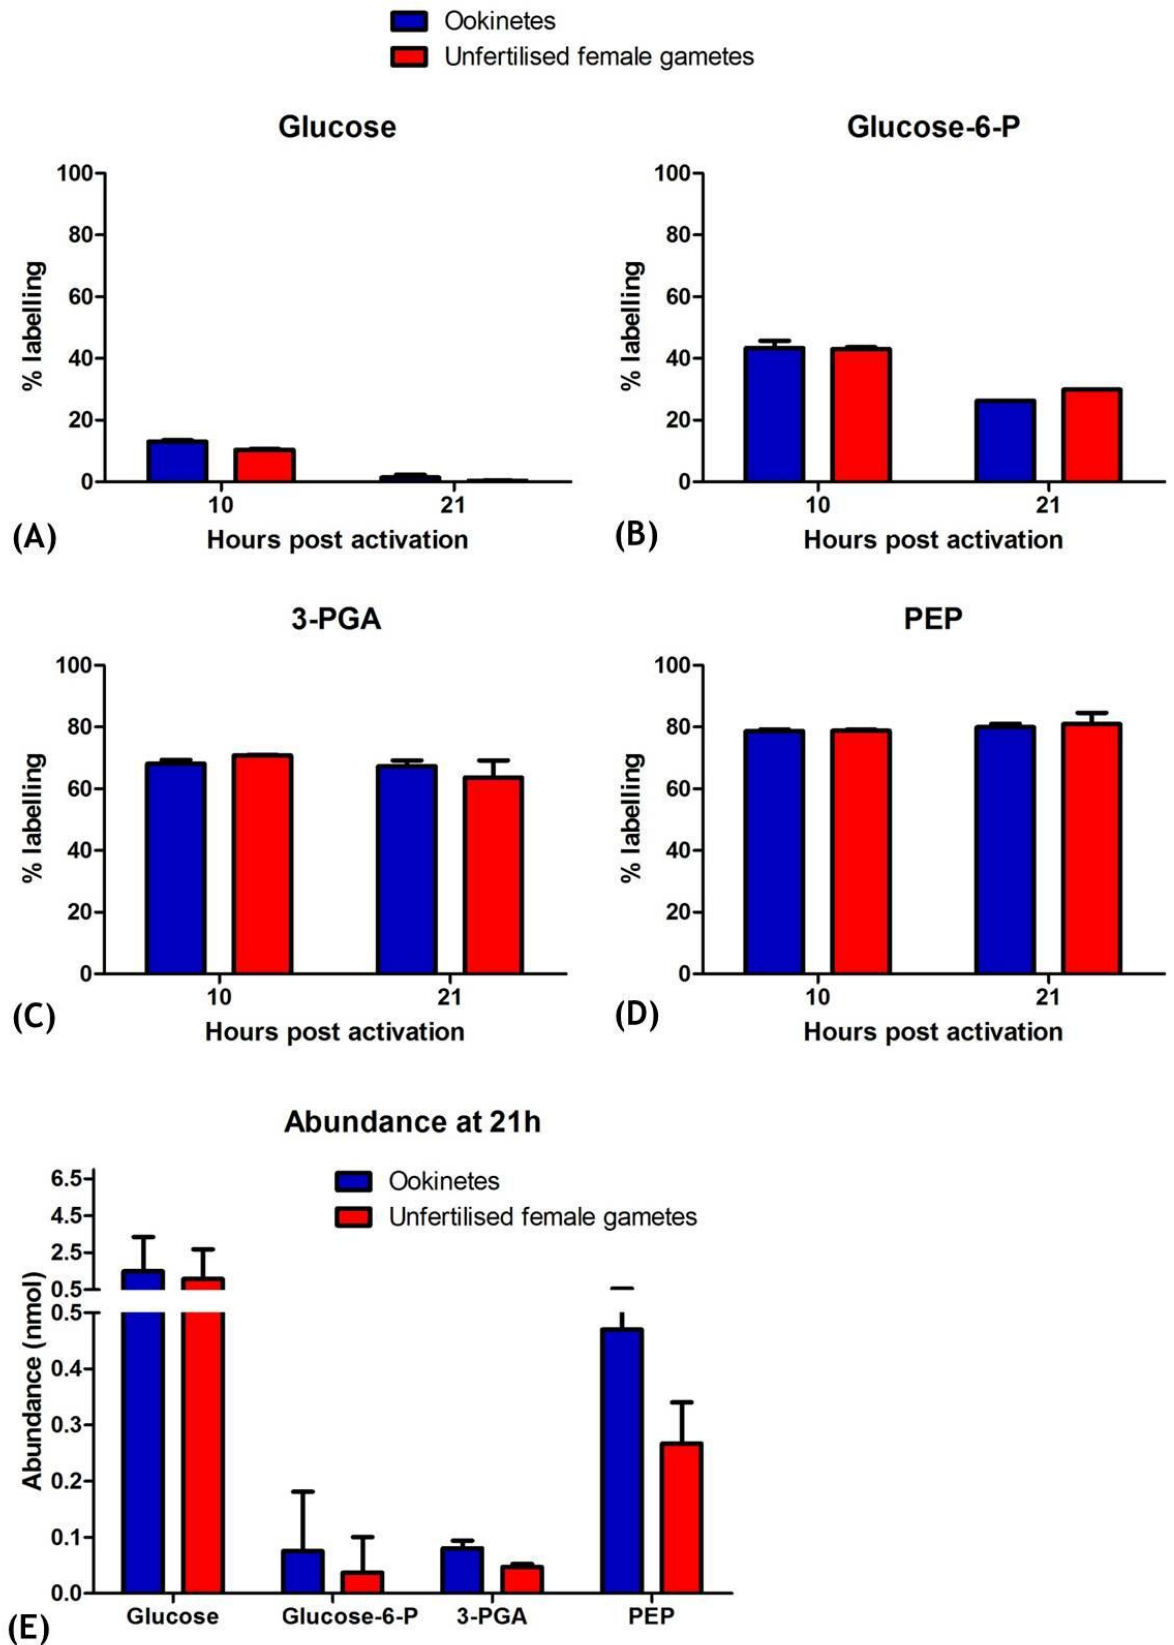 Ookinetes
Unfertilised female gametes
Glucose
100
80
60
40
20
0
% labelling
10 21
Hours post activation
(A)
Glucose-6-P
100
80
60
40
20
0
% labelling
10 21
Hours post activation
(B)
3-PGA
100
80
60
40
20
0
% labelling
10 21
Hours post activation
(C)
PEP
100
80
60
40
20
0
% labelling
10 21
Hours post activation
(D)
Abundance at 21h
Ookinetes
Unfertilised female gametes
6.5
4.5
2.5
0.5
0.5
0.4
0.3
0.2
0.1
0.0
Abundance (nmol)
Glucose Glucose-6-P 3-PGA PEP
(E)